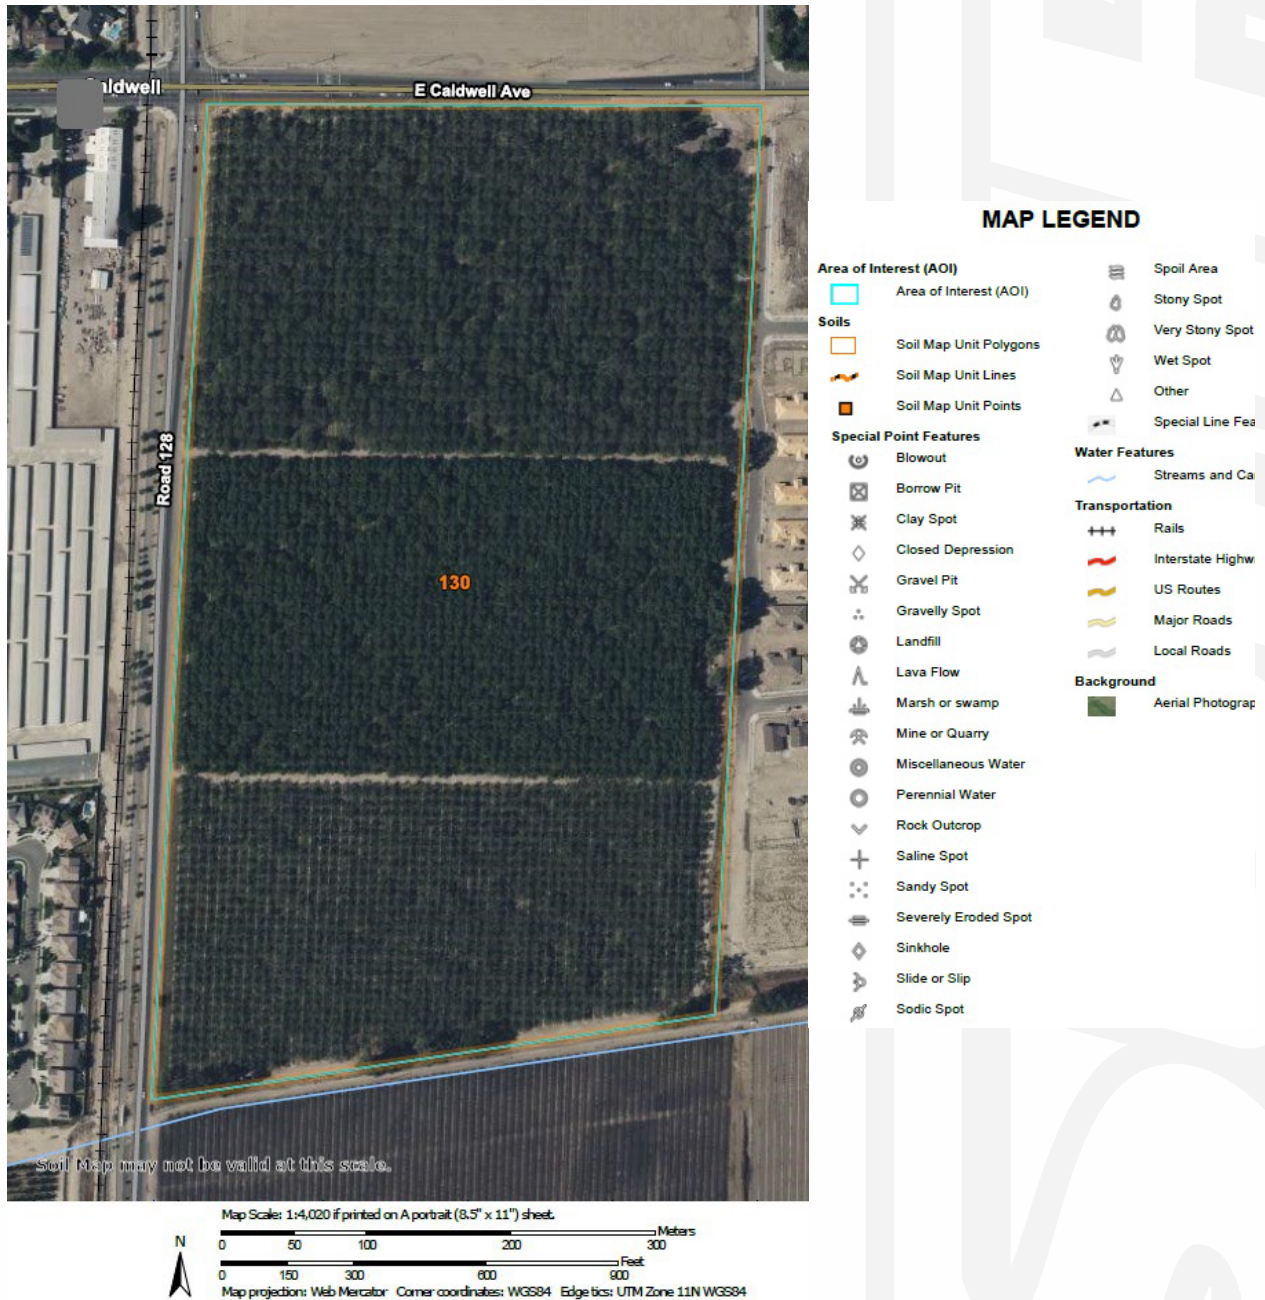 aldwell
E Caldwell Ave
Road 128
130
Soil Map may not be valid at this scale.
MAP LEGEND
Area of Interest (AOI)
Area of Interest (AOI)
Soils
Soil Map Unit Polygons
Soil Map Unit Lines
Soil Map Unit Points
Special Point Features
Blowout
Borrow Pit
Clay Spot
Closed Depression
Gravel Pit
Gravelly Spot
Landfill
Lava Flow
Marsh or swamp
Mine or Quarry
Miscellaneous Water
Perennial Water
Rock Outcrop
Saline Spot
Sandy Spot
Severely Eroded Spot
Sinkhole
Slide or Slip
Sodic Spot
Spoil Area
Stony Spot
Very Stony Spot
Wet Spot
Other
Special Line Fea
Water Features
Streams and Ca
Transportation
Rails
Interstate Highw
US Routes
Major Roads
Local Roads
Background
Aerial Photograp
Map Scale: 1:4,020 if printed on A portrait (8.5" x 11") sheet.
Meters
0 50 100 200 300
Feet
0 150 300 600 900
N
Map projection: Web Mercator Corner coordinates: WGS84 Edge tics: UTM Zone 11N WGS84